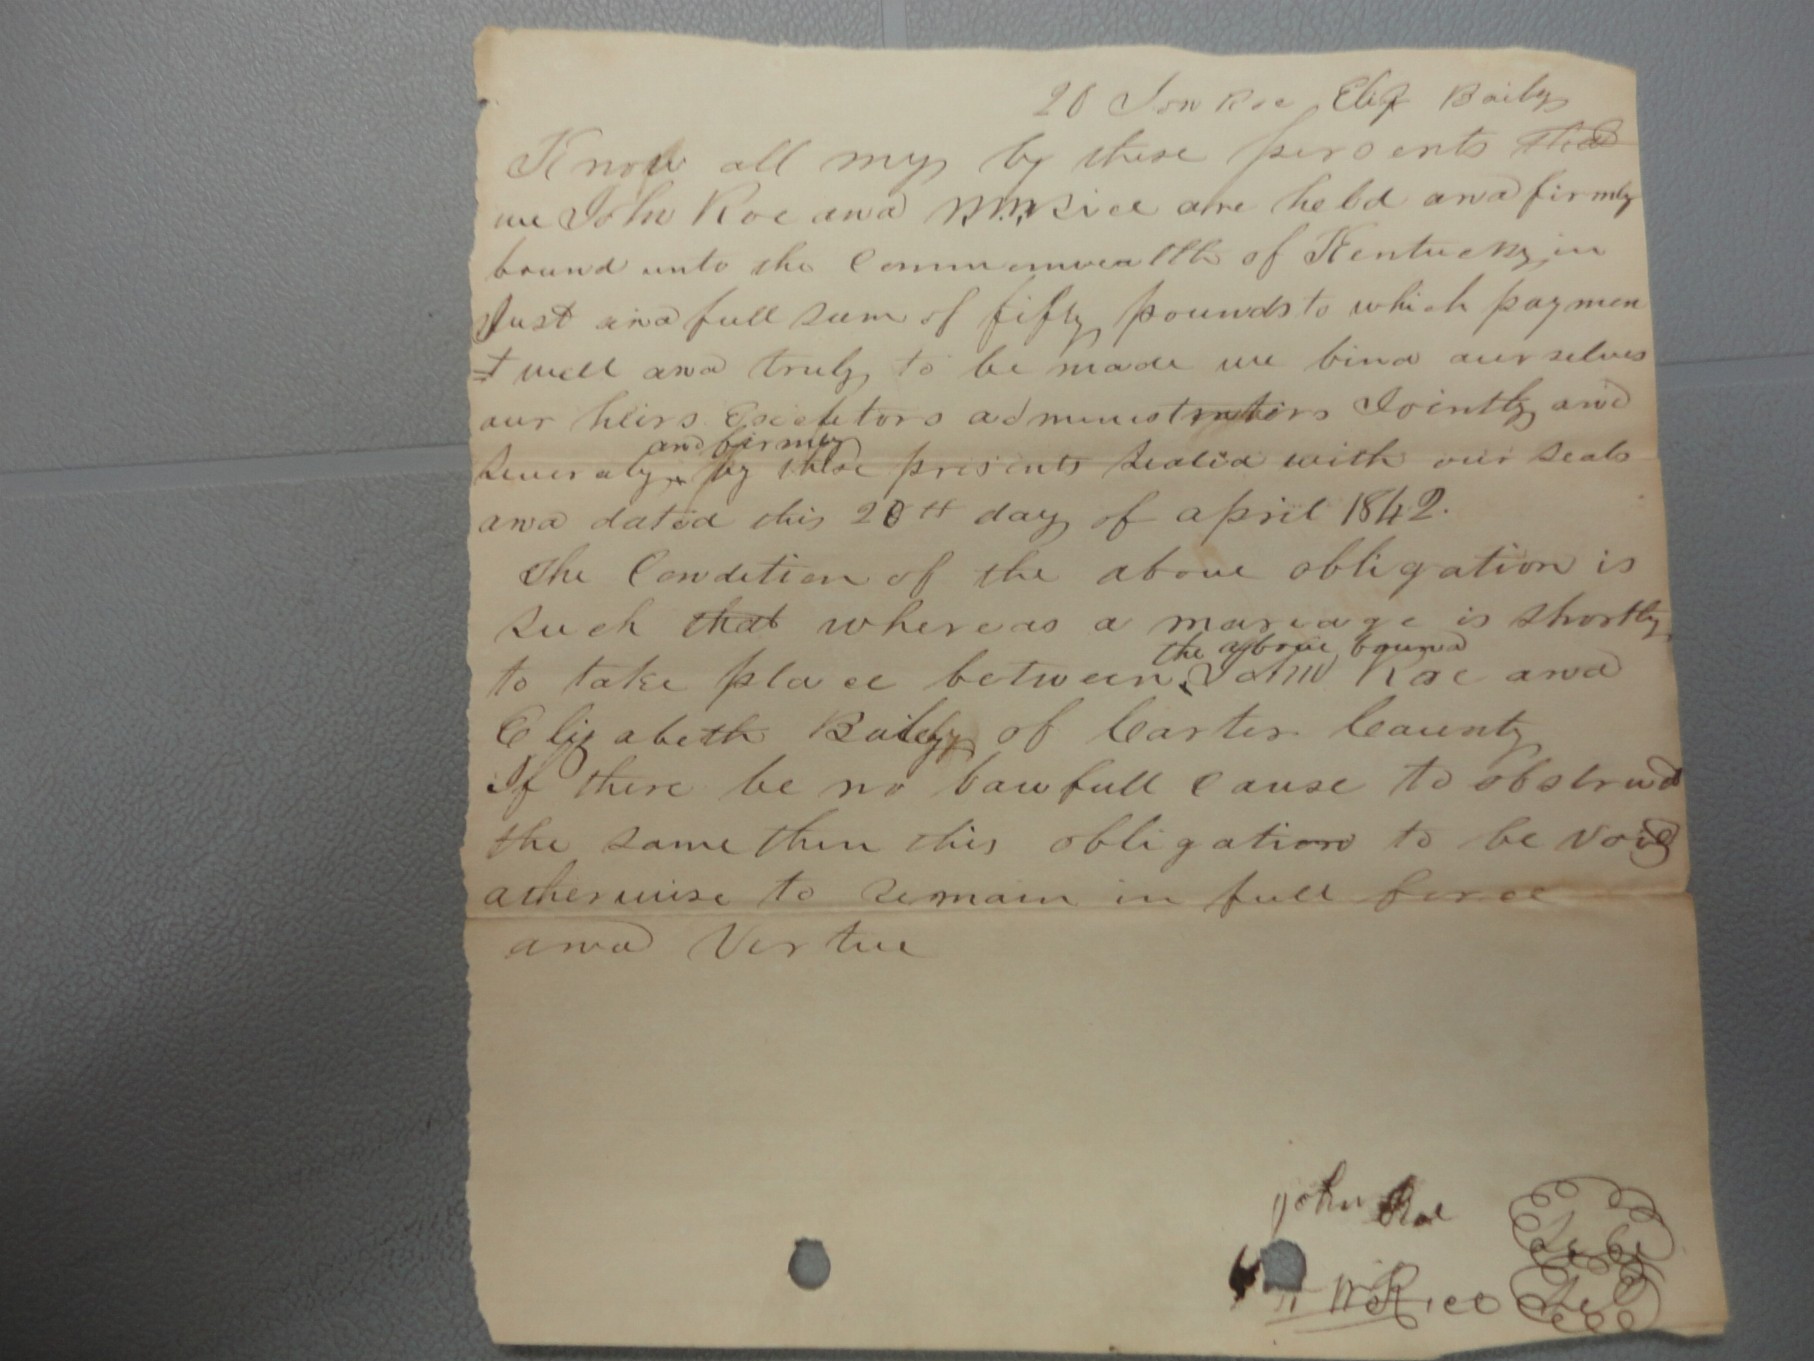 20 Jon Roe Eliz Baily
Know all my by these persents that
we John Roe and Rice are held and firmly
bound unto the Commonwealth of Kentucky in
Just and full sum of fifty pounds to which paymen
t well and truly to be made we bind ourselves
our heirs Executors administrators Jointly and
and firmly
severaly by these presents sealed with our seals
and dated this 20th day of april 1842.
The Condition of the above obligation is
such that whereas a mariage is shortly
the above bound
to take place between John Roe and
Elizabeth Baily of Carter County
If there be no lawfull cause to obstruct
the same then this obligation to be void
otherwise to remain in full force
and Vertue
John Roe
W Rice